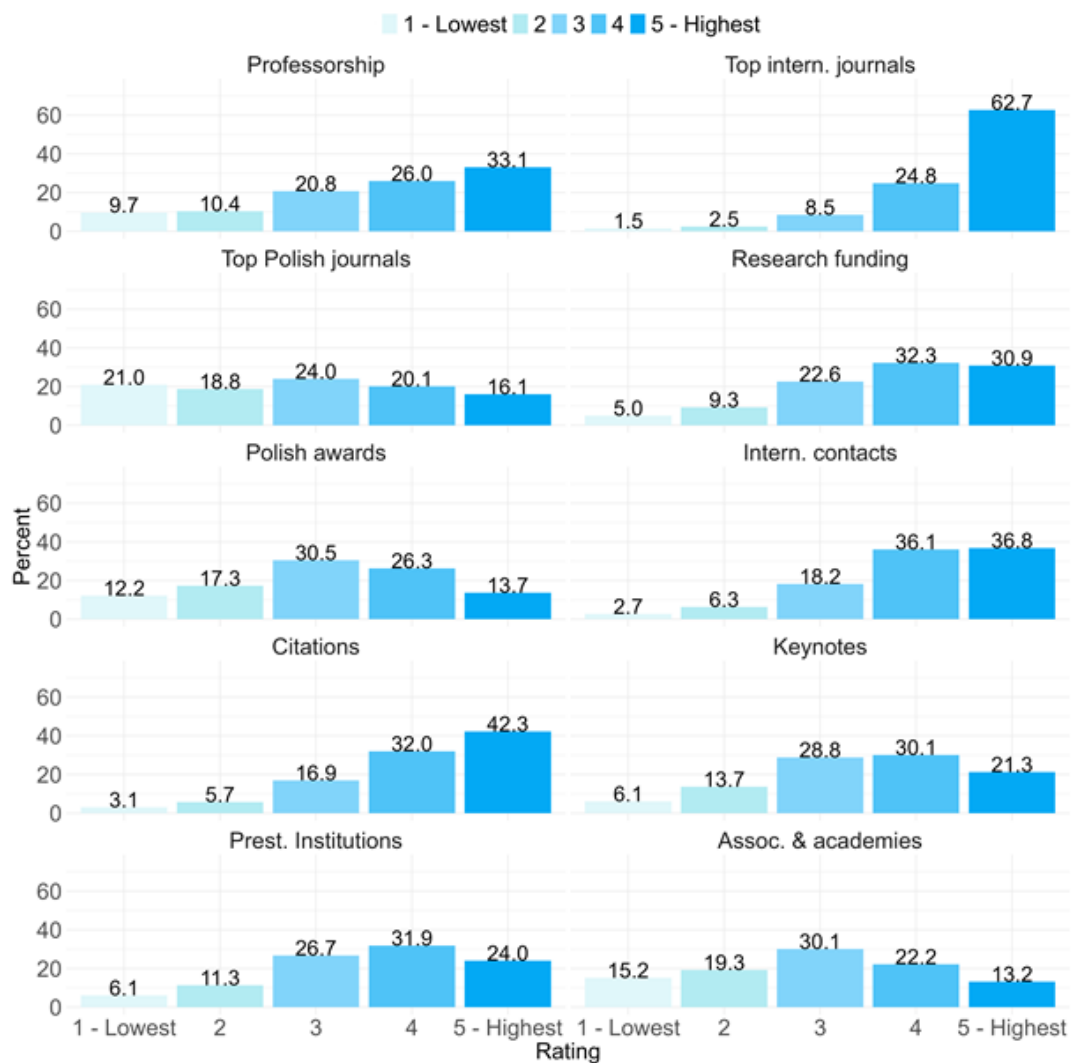 1 - Lowest 2 3 4 5 - Highest
Professorship
Top intern. journals
60
40
20
0
9.7 10.4 20.8 26.0 33.1
1.5 2.5 8.5 24.8 62.7
Top Polish journals
Research funding
60
40
20
0
21.0 18.8 24.0 20.1 16.1
5.0 9.3 22.6 32.3 30.9
Polish awards
Intern. contacts
Percent
60
40
20
0
12.2 17.3 30.5 26.3 13.7
2.7 6.3 18.2 36.1 36.8
Citations
Keynotes
60
40
20
0
3.1 5.7 16.9 32.0 42.3
6.1 13.7 28.8 30.1 21.3
Prest. Institutions
Assoc. & academies
60
40
20
0
6.1 11.3 26.7 31.9 24.0
15.2 19.3 30.1 22.2 13.2
1 - Lowest 2 3 4 5 - Highest
1 - Lowest 2 3 4 5 - Highest
Rating